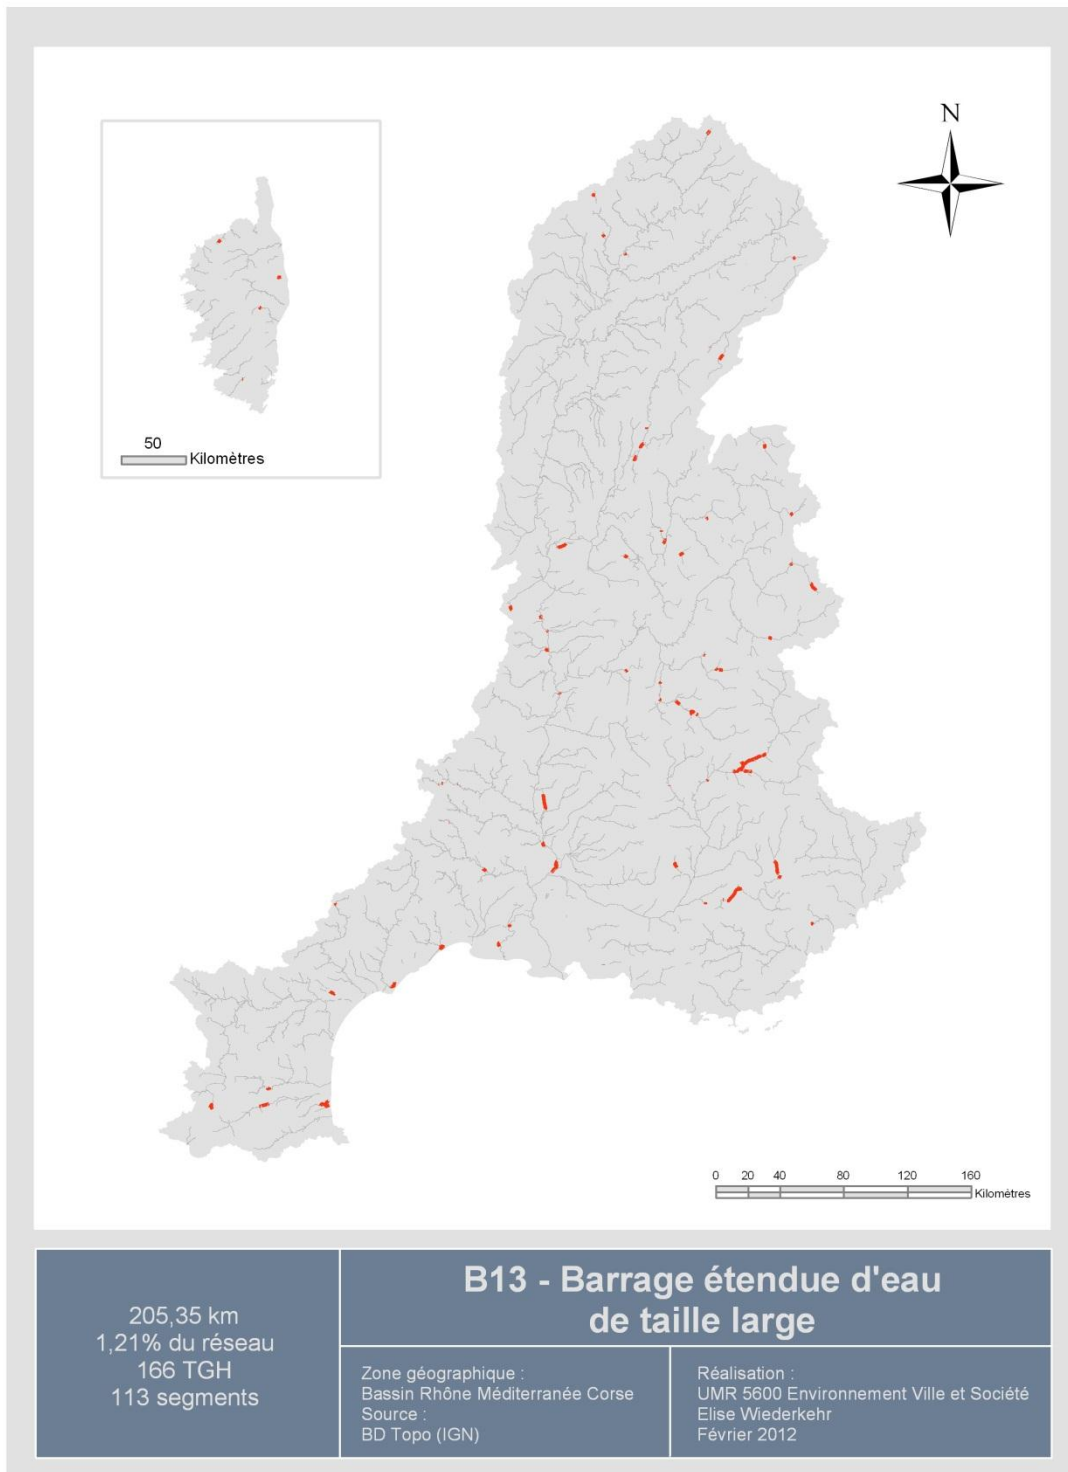 N
50
Kilomètres
0 20 40 80 120 160
Kilomètres
205,35 km
1,21% du réseau
166 TGH
113 segments
B13 - Barrage étendue d'eau
de taille large
Zone géographique :
Bassin Rhône Méditerranée Corse
Source :
BD Topo (IGN)
Réalisation :
UMR 5600 Environnement Ville et Société
Elise Wiederkehr
Février 2012